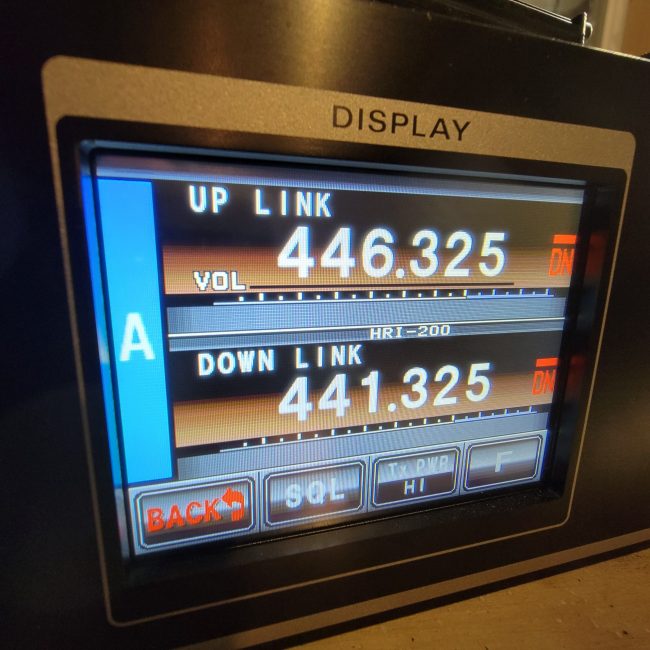 DISPLAY
UP LINK
446.325
DN
VOL
HRI-200
A
DOWN LINK
441.325
DN
BACK
SQL
Tx PWR
HI
F